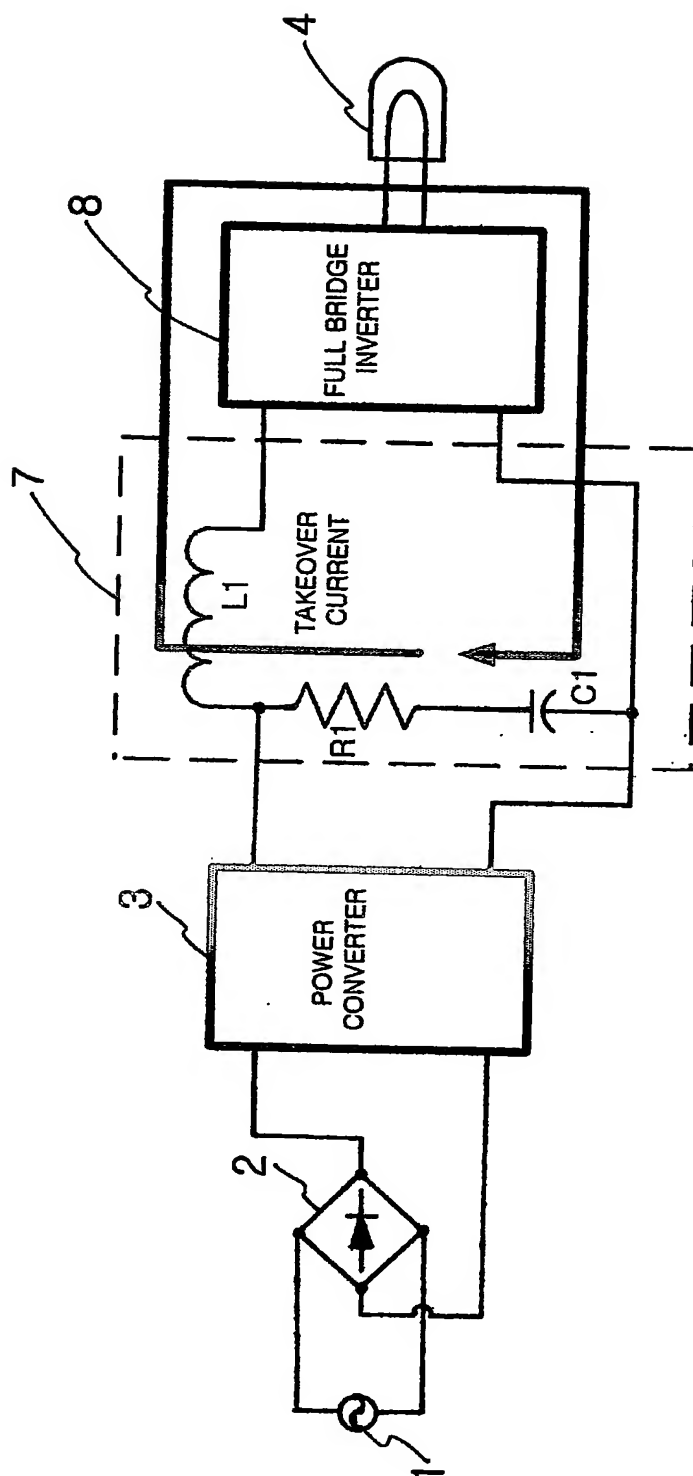 1
2
3
POWER
CONVERTER
7
L1
R1
C1
TAKEOVER
CURRENT
8
FULL BRIDGE
INVERTER
4